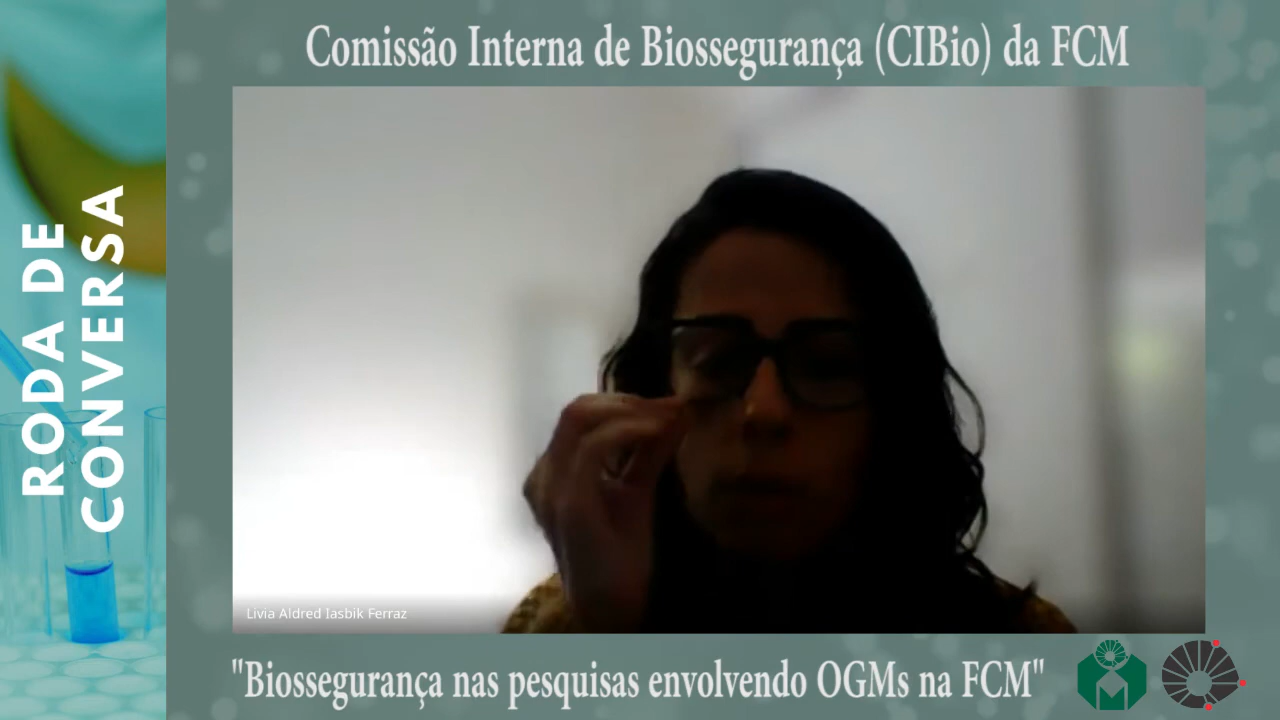 Comissão Interna de Biossegurança (CIBio) da FCM
RODA DE
CONVERSA
Livia Aldred Iasbik Ferraz
"Biossegurança nas pesquisas envolvendo OGMs na FCM"